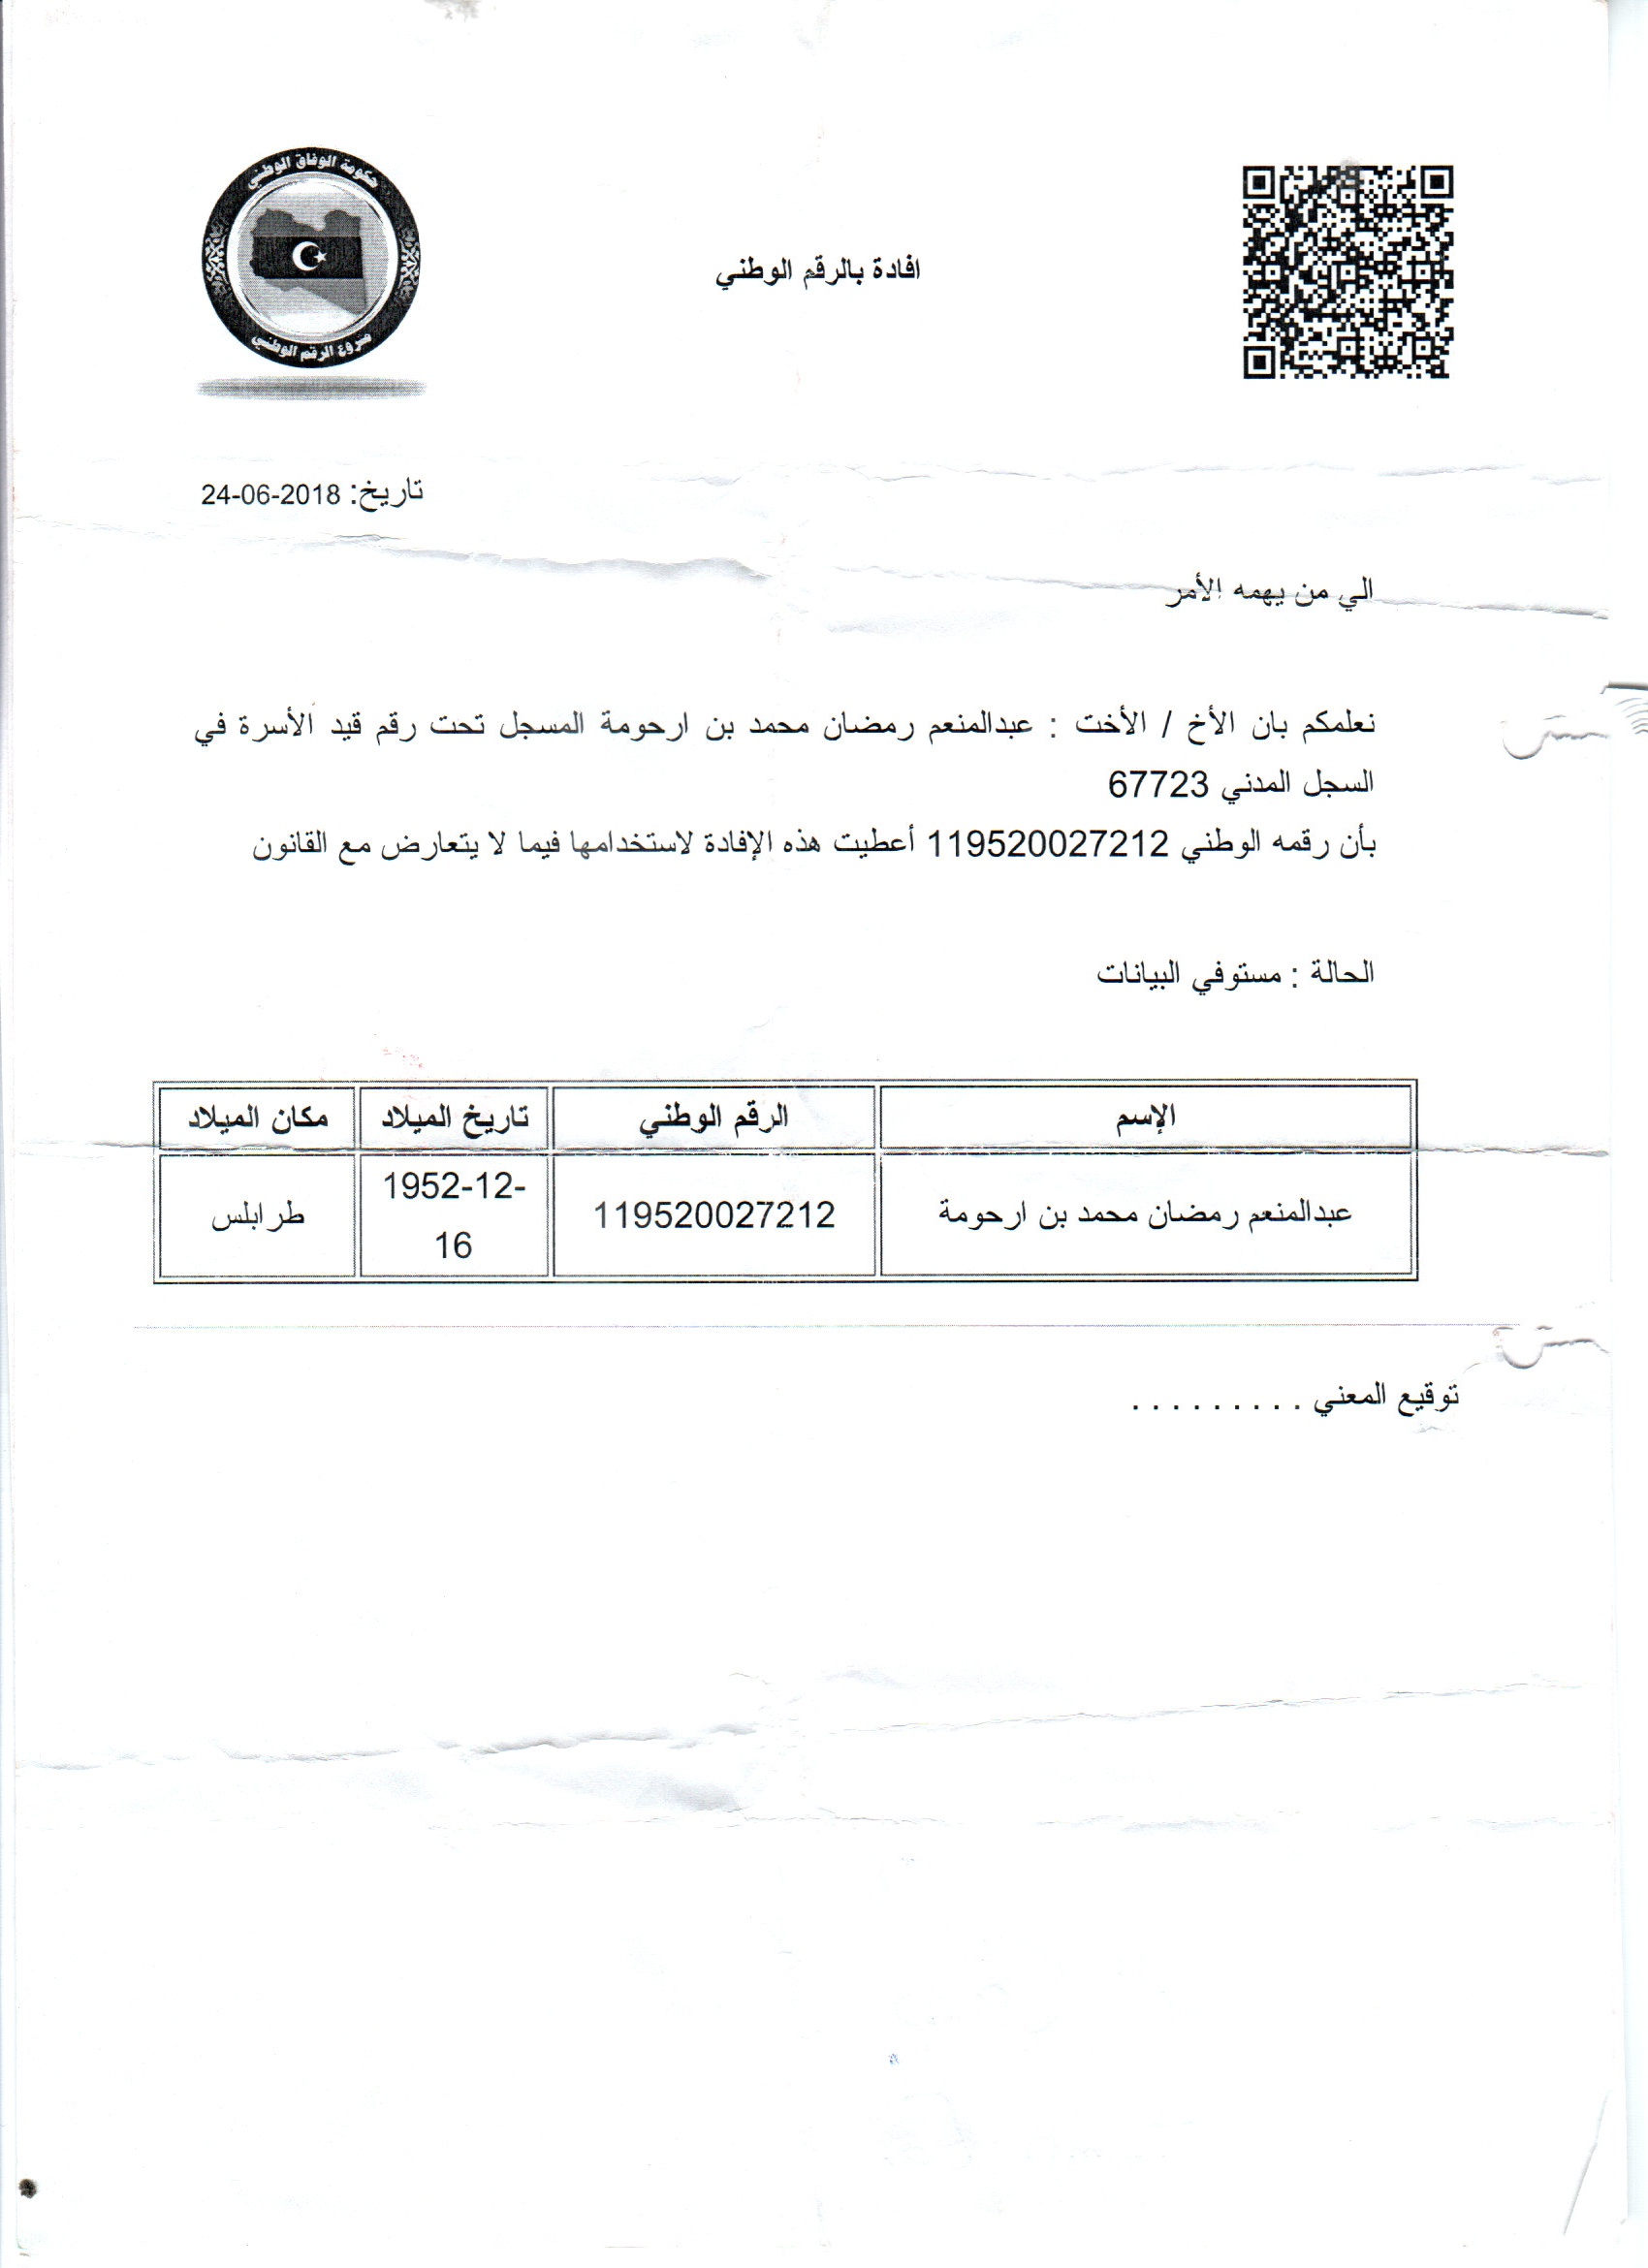 حكومة الوفاق الوطني
مشروع الرقم الوطني
افادة بالرقم الوطني
تاريخ: 2018-06-24
الي من يهمه الأمر
نعلمكم بان الأخ / الأخت : عبدالمنعم رمضان محمد بن ارحومة المسجل تحت رقم قيد الأسرة في
السجل المدني 67723
بأن رقمه الوطني 119520027212 أعطيت هذه الإفادة لاستخدامها فيما لا يتعارض مع القانون
الحالة : مستوفي البيانات
الإسم الرقم الوطني تاريخ الميلاد مكان الميلاد
عبدالمنعم رمضان محمد بن ارحومة 119520027212 1952-12-16 طرابلس
توقيع المعني . . . . . . . . .